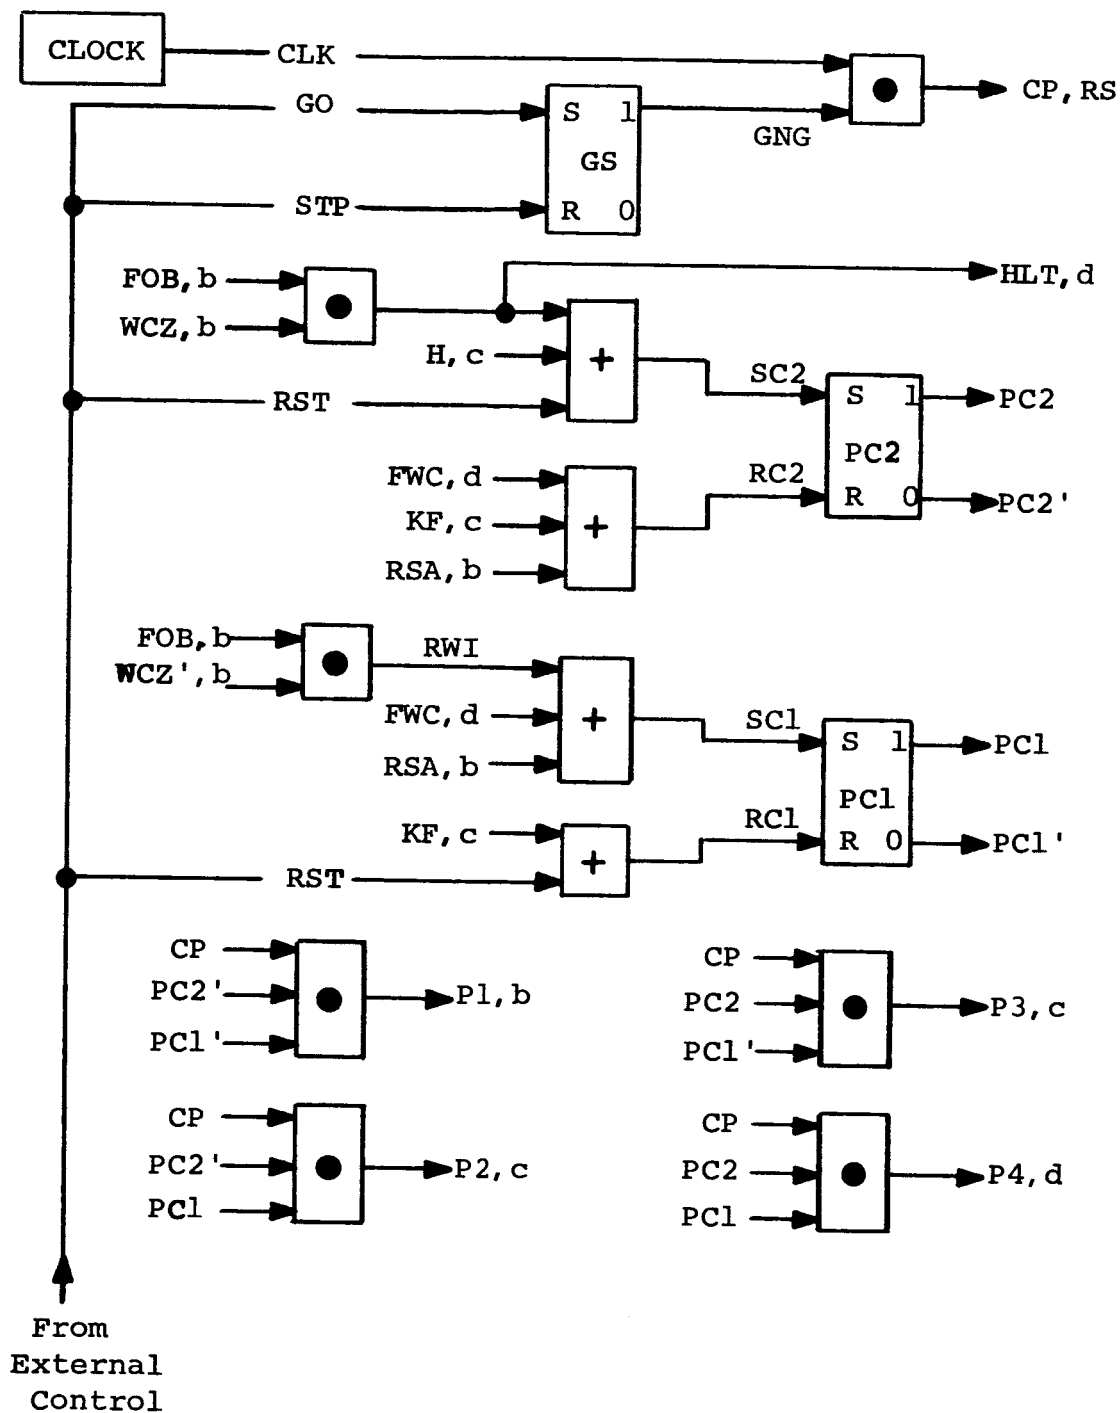 CLOCK
CLK
CP,RS
GO
S 1
GNG
GS
STP
R 0
FOB,b
HLT,d
WCZ,b
H,c
+
SC2
RST
S 1
PC2
PC2
FWC,d
RC2
R 0
PC2'
KF,c
+
RSA,b
FOB,b
RWI
WCZ',b
FWC,d
+
SC1
S 1
PC1
RSA,b
PC1
KF,c
RC1
R 0
PC1'
+
RST
CP
PC2'
P1,b
PC1'
CP
PC2
P3,c
PC1'
CP
PC2'
P2,c
PC1
CP
PC2
P4,d
PC1
From
External
Control